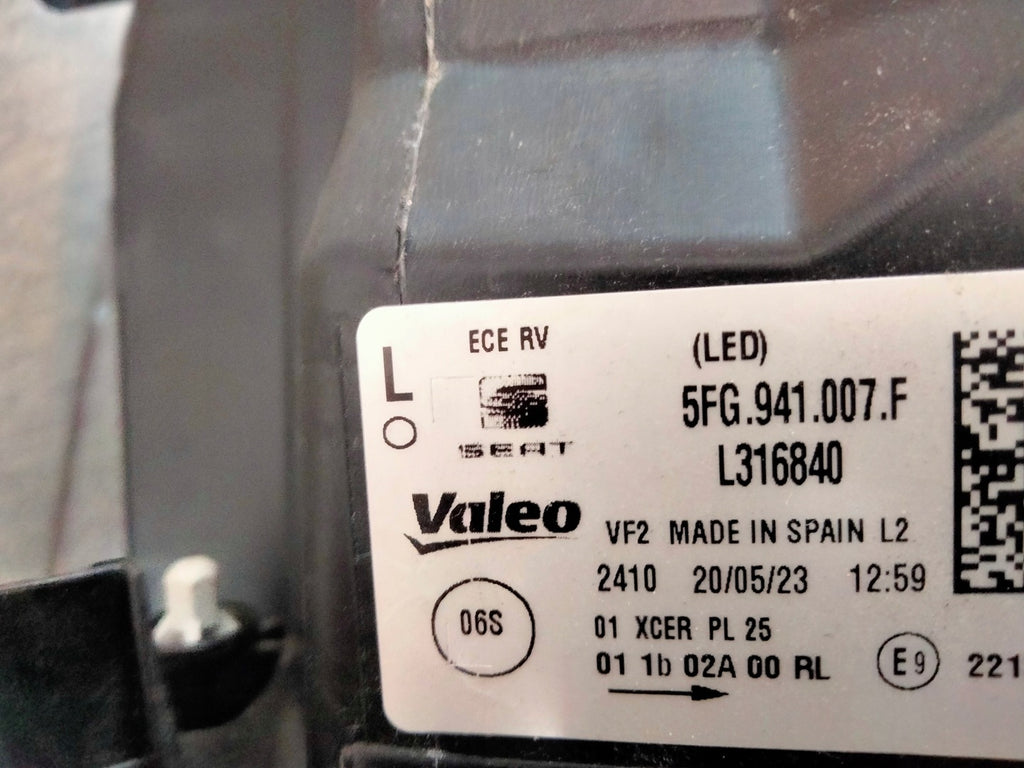 L
O
ECE RV
SEAT
Valeo
06S
(LED)
5FG.941.007.F
L316840
VF2 MADE IN SPAIN L2
2410 20/05/23 12:59
01 XCER PL 25
01 1b 02A 00 RL
E9 221